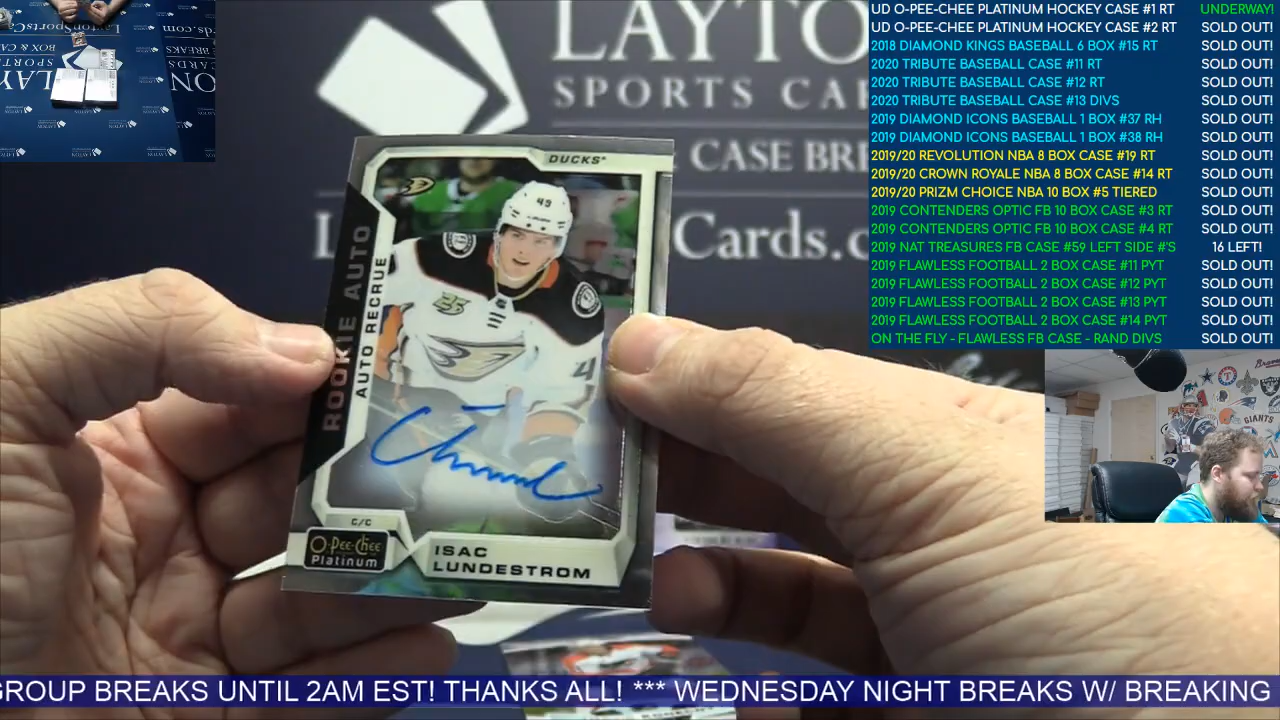 LAYTON
SPORTS CA
CASE BRE
Cards.c
UD O-PEE-CHEE PLATINUM HOCKEY CASE #1 RT UNDERWAY!
UD O-PEE-CHEE PLATINUM HOCKEY CASE #2 RT SOLD OUT!
2018 DIAMOND KINGS BASEBALL 6 BOX #15 RT SOLD OUT!
2020 TRIBUTE BASEBALL CASE #11 RT SOLD OUT!
2020 TRIBUTE BASEBALL CASE #12 RT SOLD OUT!
2020 TRIBUTE BASEBALL CASE #13 DIVS SOLD OUT!
2019 DIAMOND ICONS BASEBALL 1 BOX #37 RH SOLD OUT!
2019 DIAMOND ICONS BASEBALL 1 BOX #38 RH SOLD OUT!
2019/20 REVOLUTION NBA 8 BOX CASE #19 RT SOLD OUT!
2019/20 CROWN ROYALE NBA 8 BOX CASE #14 RT SOLD OUT!
2019/20 PRIZM CHOICE NBA 10 BOX #5 TIERED SOLD OUT!
2019 CONTENDERS OPTIC FB 10 BOX CASE #3 RT SOLD OUT!
2019 CONTENDERS OPTIC FB 10 BOX CASE #4 RT SOLD OUT!
2019 NAT TREASURES FB CASE #59 LEFT SIDE #'S 16 LEFT!
2019 FLAWLESS FOOTBALL 2 BOX CASE #11 PYT SOLD OUT!
2019 FLAWLESS FOOTBALL 2 BOX CASE #12 PYT SOLD OUT!
2019 FLAWLESS FOOTBALL 2 BOX CASE #13 PYT SOLD OUT!
2019 FLAWLESS FOOTBALL 2 BOX CASE #14 PYT SOLD OUT!
ON THE FLY - FLAWLESS FB CASE - RAND DIVS SOLD OUT!
DUCKS
49
25
4
ROOKIE AUTO
AUTO RECRUE
C/C
O-Pee-Chee
Platinum
ISAC
LUNDESTROM
GIANTS
GROUP BREAKS UNTIL 2AM EST! THANKS ALL! *** WEDNESDAY NIGHT BREAKS W/ BREAKING